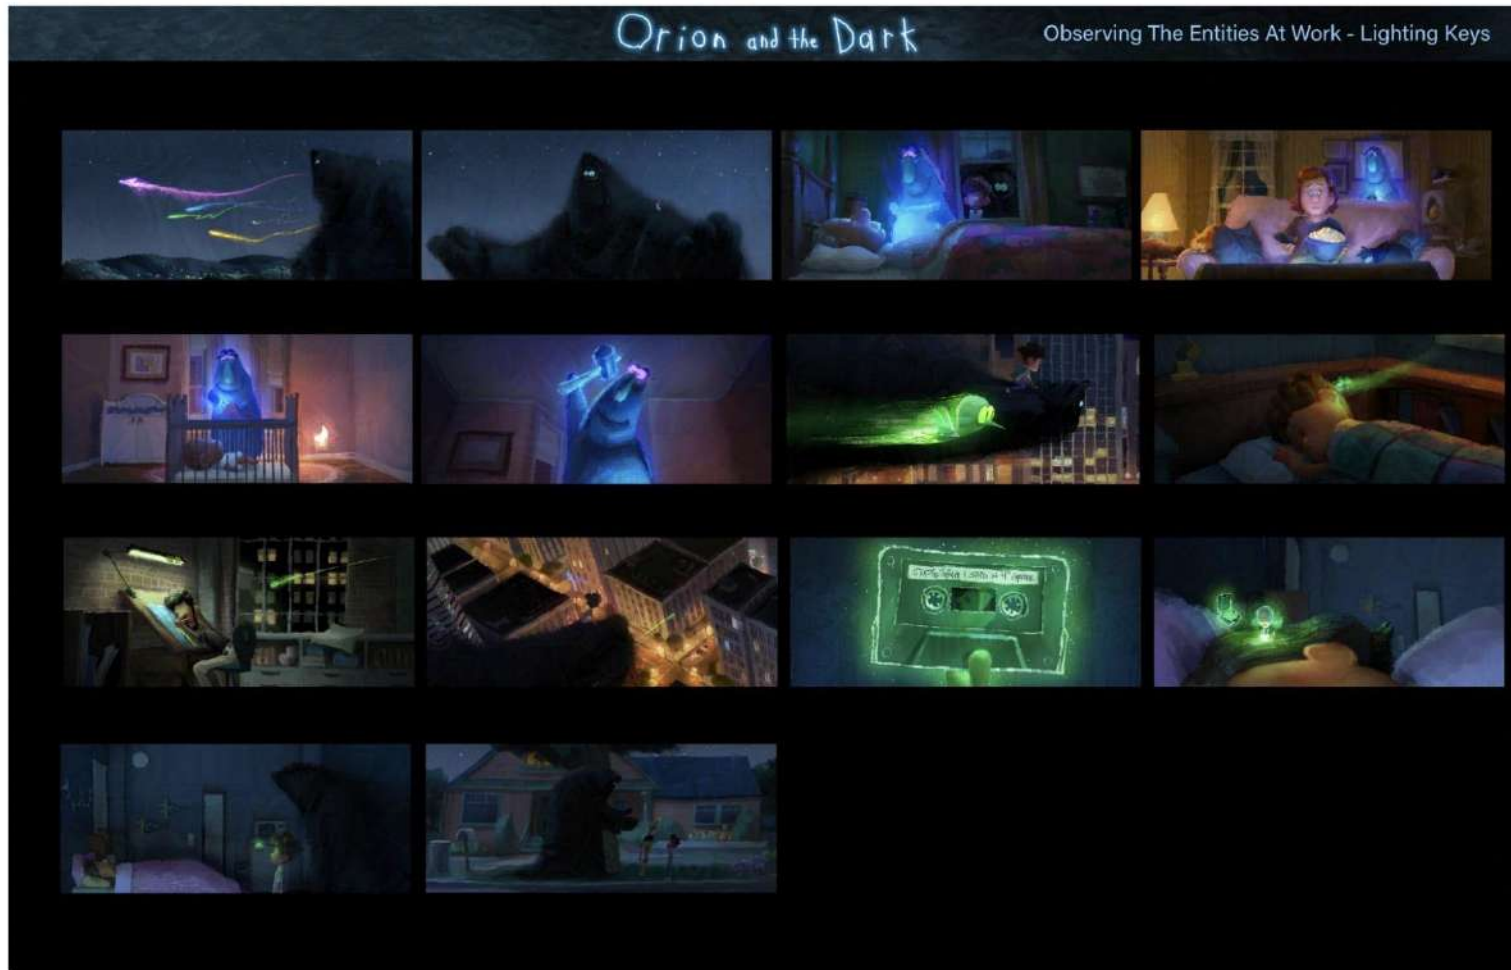 Orion and the Dark
Observing The Entities At Work - Lighting Keys